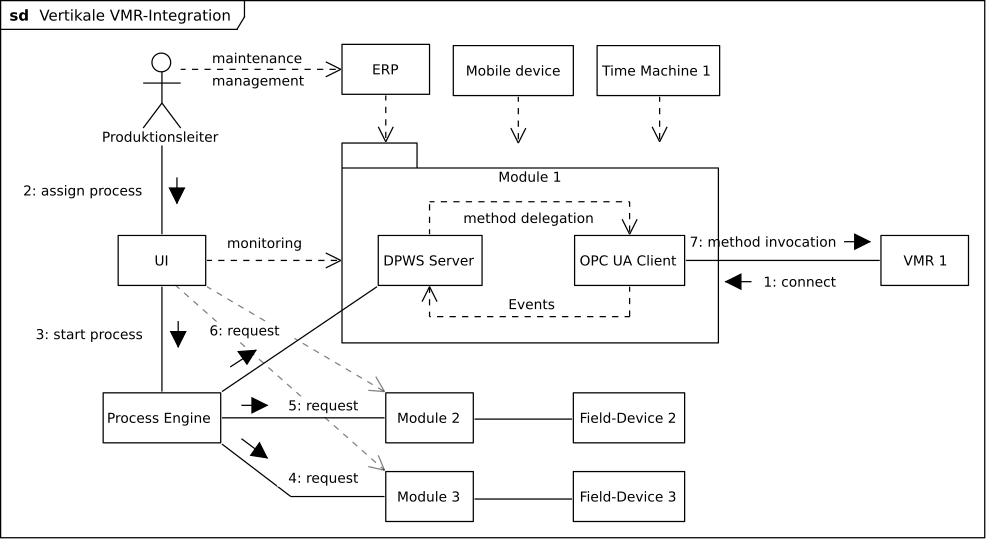 sd Vertikale VMR-Integration
maintenance
management
ERP
Mobile device
Time Machine 1
Produktionsleiter
2: assign process
Module 1
method delegation
monitoring
UI
DPWS Server
OPC UA Client
7: method invocation
VMR 1
1: connect
Events
3: start process
6: request
Process Engine
5: request
Module 2
Field-Device 2
4: request
Module 3
Field-Device 3